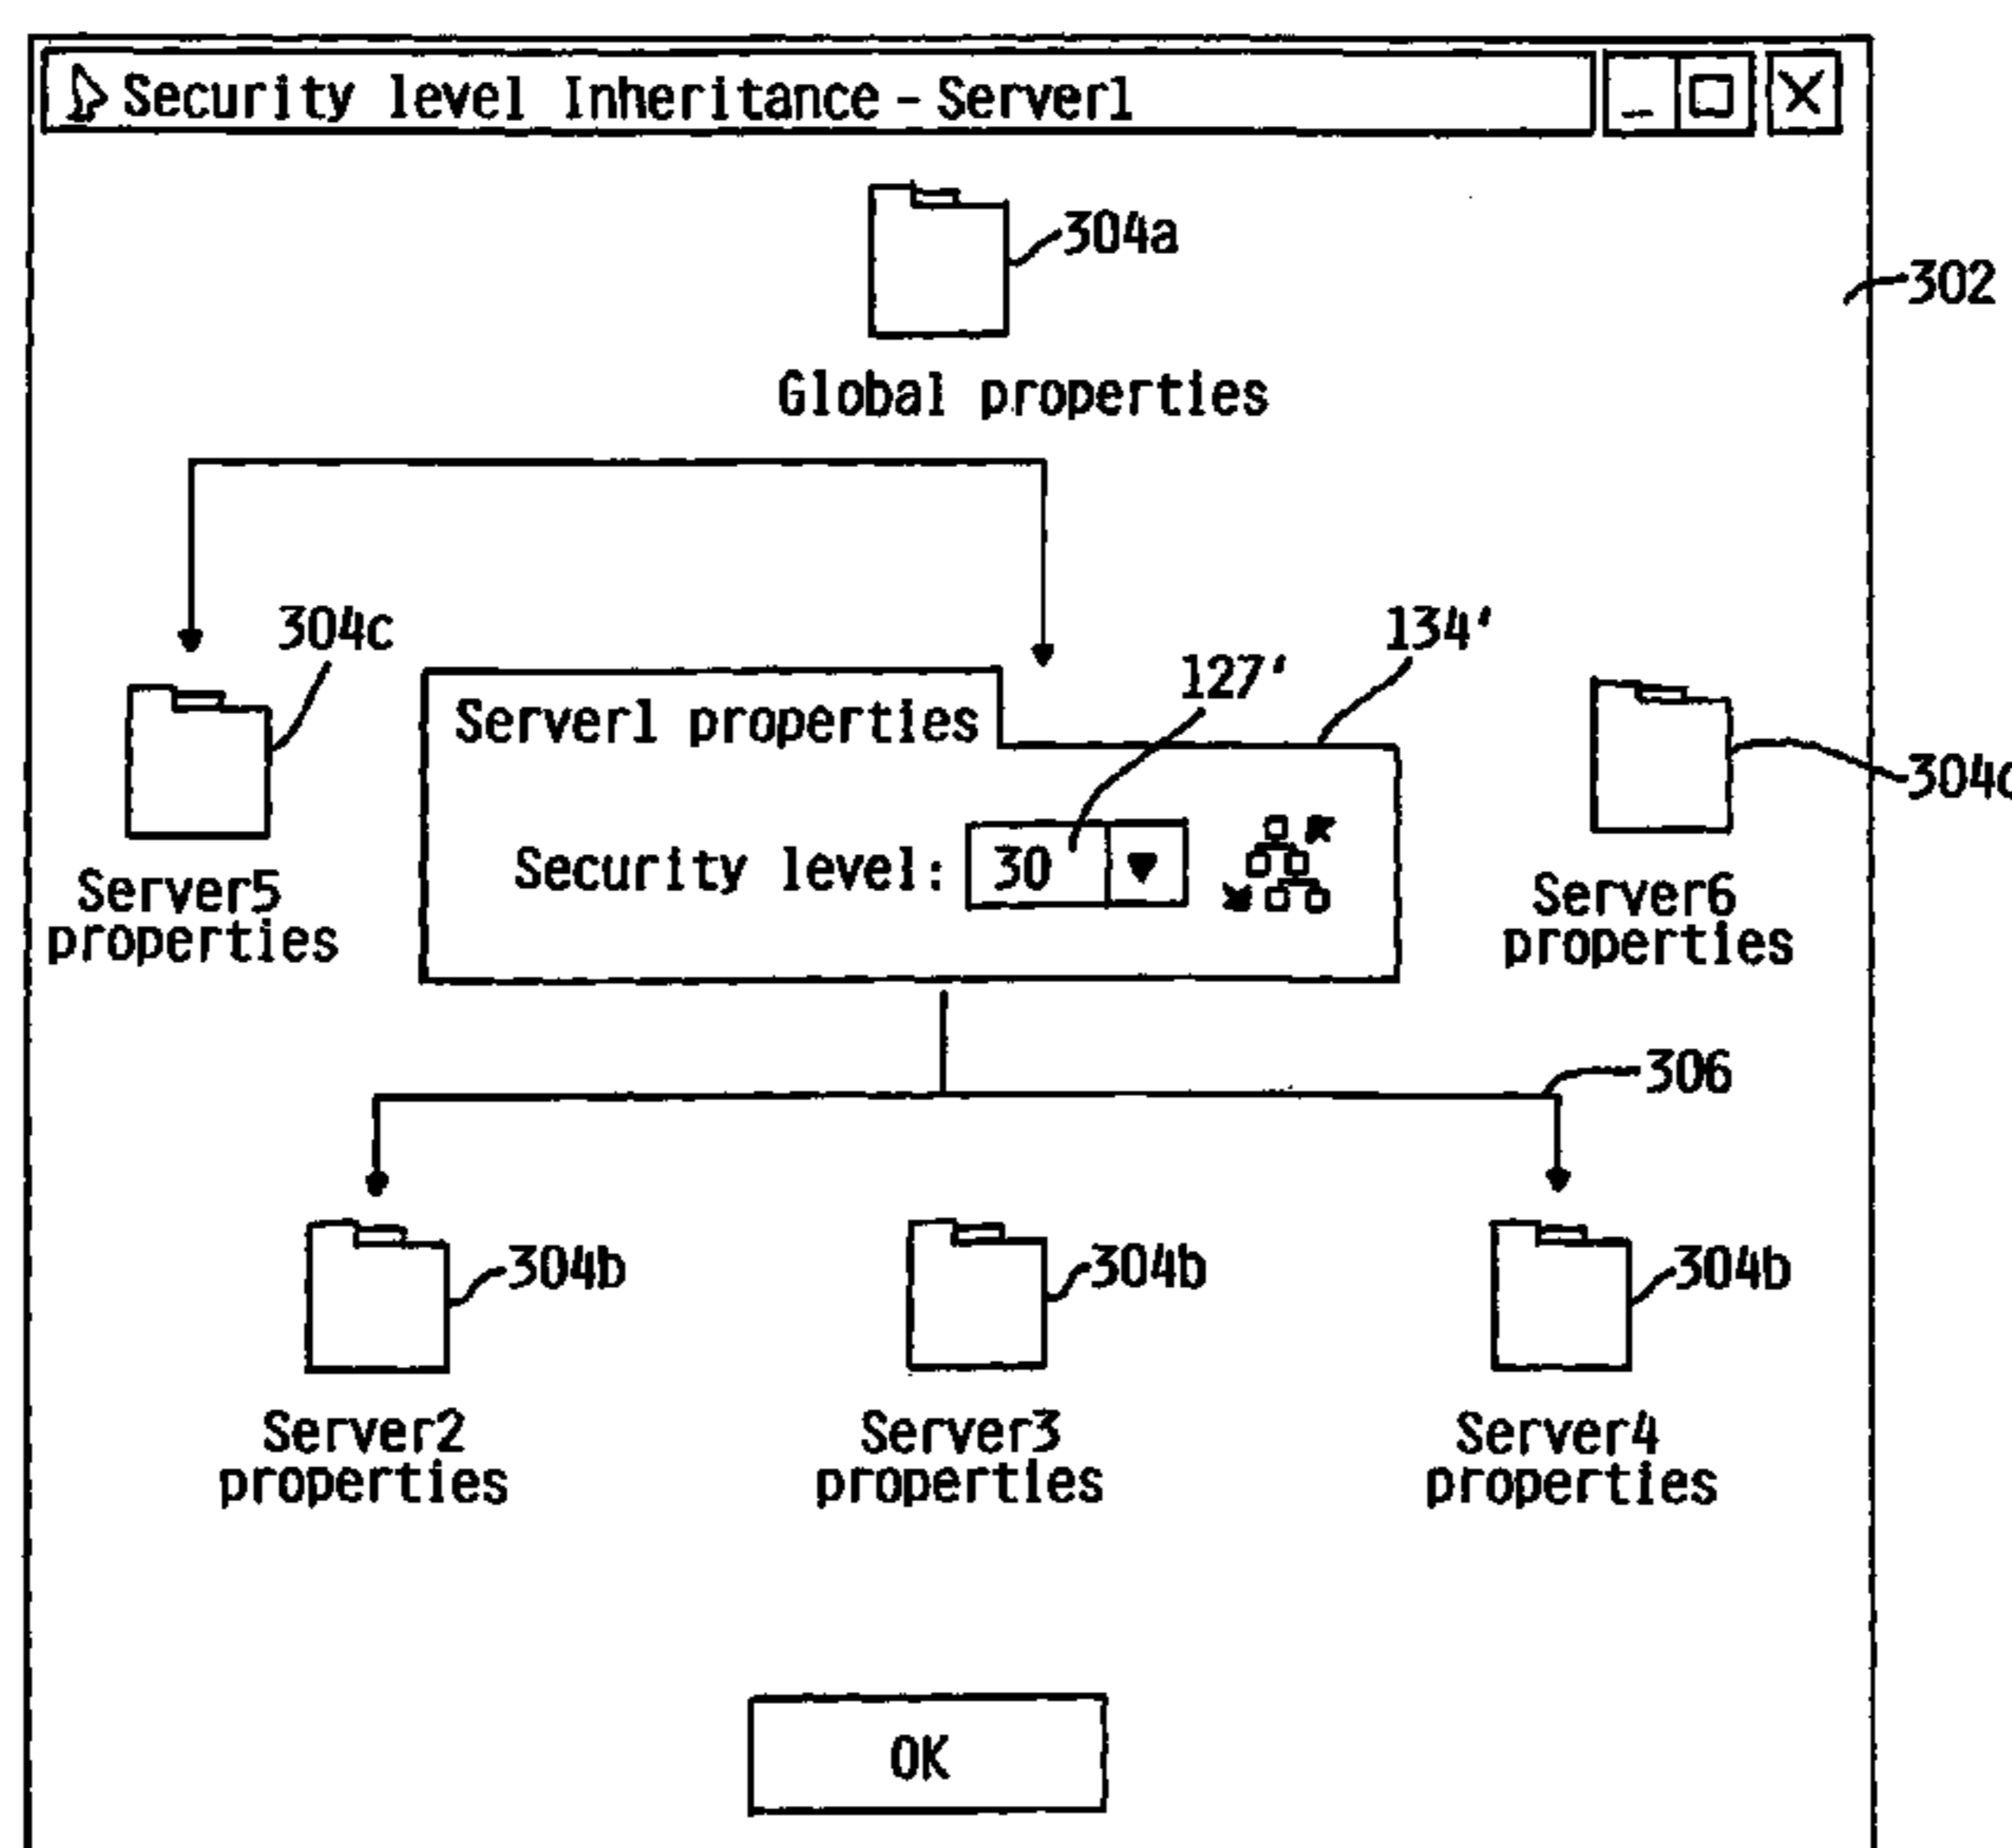 Security level Inheritance - Server1
304a
302
Global properties
304c
127'
134'
Server1 properties
304c
Security level: 30
Server5
properties
Server6
properties
306
304b
304b
304b
Server2
properties
Server3
properties
Server4
properties
OK